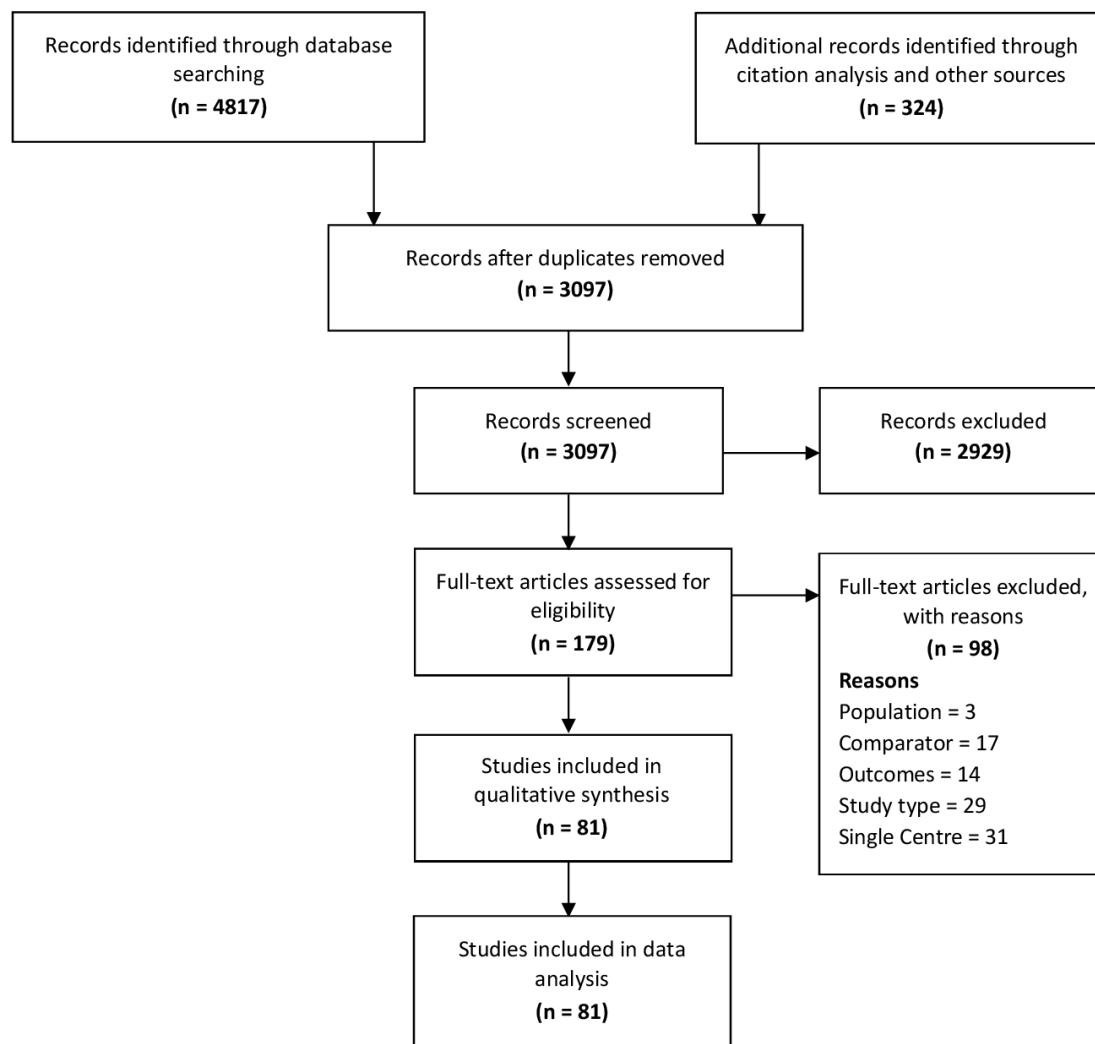 Records identified through database
searching
(n = 4817)
Additional records identified through
citation analysis and other sources
(n = 324)
Records after duplicates removed
(n = 3097)
Records screened
(n = 3097)
Records excluded
(n = 2929)
Full-text articles assessed for
eligibility
(n = 179)
Full-text articles excluded,
with reasons
(n = 98)
Reasons
Population = 3
Comparator = 17
Outcomes = 14
Study type = 29
Single Centre = 31
Studies included in
qualitative synthesis
(n = 81)
Studies included in data
analysis
(n = 81)